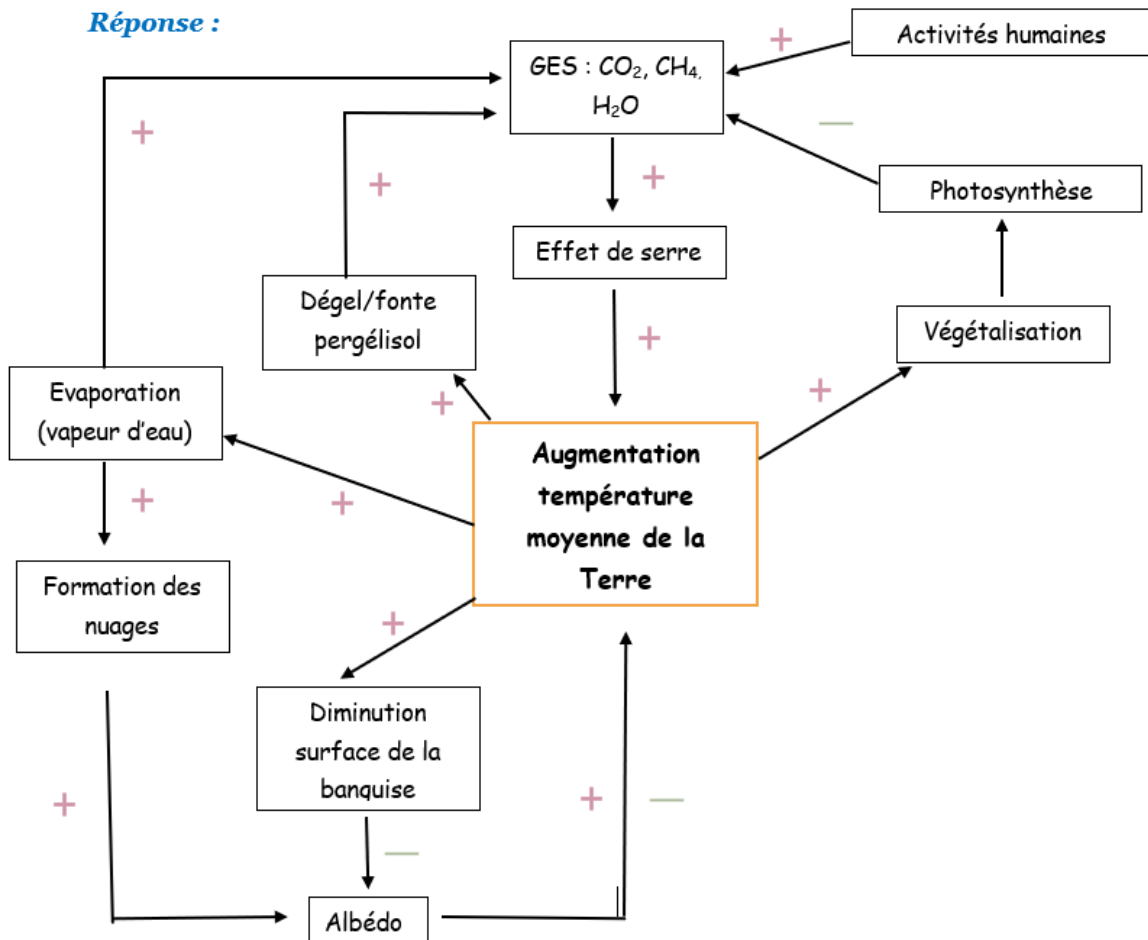 Réponse :
Activités humaines
GES : CO₂, CH₄,
H₂O
+
+
—
+
+
Photosynthèse
Effet de serre
Dégel/fonte
pergélisol
Végétalisation
+
Evaporation
(vapeur d'eau)
+
+
Augmentation
température
moyenne de la
Terre
+
+
Formation des
nuages
+
Diminution
surface de la
banquise
+
+
—
—
Albédo